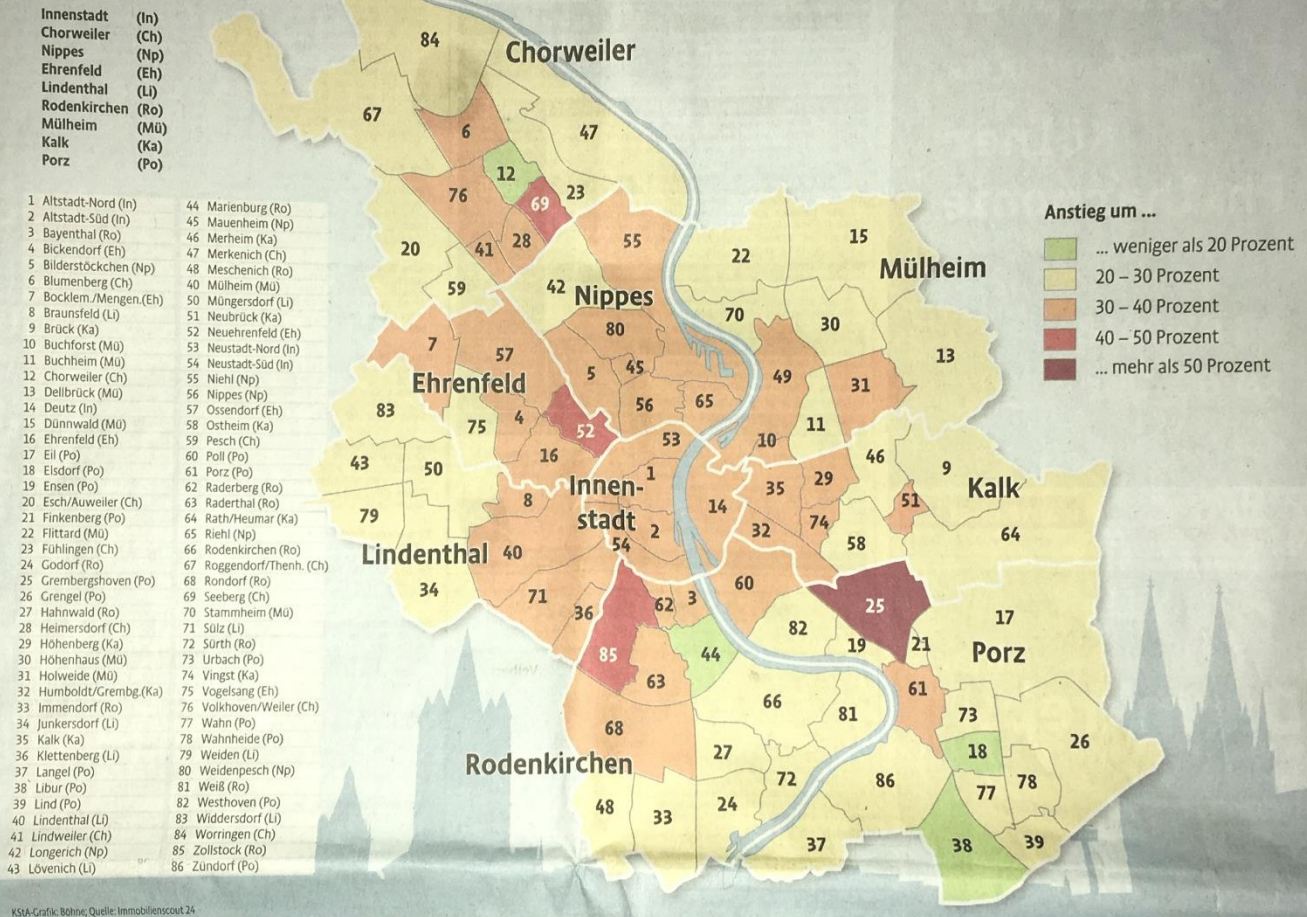 Innenstadt (In)
Chorweiler (Ch)
Nippes (Np)
Ehrenfeld (Eh)
Lindenthal (Li)
Rodenkirchen (Ro)
Mülheim (Mü)
Kalk (Ka)
Porz (Po)
1 Altstadt-Nord (In)
2 Altstadt-Süd (In)
3 Bayenthal (Ro)
4 Bickendorf (Eh)
5 Bilderstöckchen (Np)
6 Blumenberg (Ch)
7 Bocklem./Mengen.(Eh)
8 Braunsfeld (Li)
9 Brück (Ka)
10 Buchforst (Mü)
11 Buchheim (Mü)
12 Chorweiler (Ch)
13 Dellbrück (Mü)
14 Deutz (In)
15 Dünnwald (Mü)
16 Ehrenfeld (Eh)
17 Eil (Po)
18 Elsdorf (Po)
19 Ensen (Po)
20 Esch/Auweiler (Ch)
21 Finkenberg (Po)
22 Flittard (Mü)
23 Fühlingen (Ch)
24 Godorf (Ro)
25 Grembergshoven (Po)
26 Grengel (Po)
27 Hahnwald (Ro)
28 Heimersdorf (Ch)
29 Höhenberg (Ka)
30 Höhenhaus (Mü)
31 Holweide (Mü)
32 Humboldt/Grembg.(Ka)
33 Immendorf (Ro)
34 Junkersdorf (Li)
35 Kalk (Ka)
36 Klettenberg (Li)
37 Langel (Po)
38 Libur (Po)
39 Lind (Po)
40 Lindenthal (Li)
41 Lindweiler (Ch)
42 Longerich (Np)
43 Lövenich (Li)
44 Marienburg (Ro)
45 Mauenheim (Np)
46 Merheim (Ka)
47 Merkenich (Ch)
48 Meschenich (Ro)
40 Mülheim (Mü)
50 Müngersdorf (Li)
51 Neubrück (Ka)
52 Neuehrenfeld (Eh)
53 Neustadt-Nord (In)
54 Neustadt-Süd (In)
55 Niehl (Np)
56 Nippes (Np)
57 Ossendorf (Eh)
58 Ostheim (Ka)
59 Pesch (Ch)
60 Poll (Po)
61 Porz (Po)
62 Raderberg (Ro)
63 Raderthal (Ro)
64 Rath/Heumar (Ka)
65 Riehl (Np)
66 Rodenkirchen (Ro)
67 Roggendorf/Thenh. (Ch)
68 Rondorf (Ro)
69 Seeberg (Ch)
70 Stammheim (Mü)
71 Sülz (Li)
72 Sürth (Ro)
73 Urbach (Po)
74 Vingst (Ka)
75 Vogelsang (Eh)
76 Volkhoven/Weiler (Ch)
77 Wahn (Po)
78 Wahnheide (Po)
79 Weiden (Li)
80 Weidenpesch (Np)
81 Weiß (Ro)
82 Westhoven (Po)
83 Widdersdorf (Li)
84 Worringen (Ch)
85 Zollstock (Ro)
86 Zündorf (Po)
84
Chorweiler
67
6
47
12
76
69
23
20
41
28
55
22
15
Mülheim
59
42
Nippes
70
30
7
57
80
5
45
49
31
13
Ehrenfeld
83
75
4
52
56
65
11
16
53
10
43
50
46
9
Kalk
8
Innen-
stadt
1
14
35
29
51
79
2
32
74
58
64
Lindenthal
40
54
34
71
36
62
3
60
25
17
82
19
21
Porz
85
44
63
61
66
81
73
68
26
27
18
Rodenkirchen
72
86
77
78
48
33
24
37
38
39
Anstieg um ...
... weniger als 20 Prozent
20 – 30 Prozent
30 – 40 Prozent
40 – 50 Prozent
... mehr als 50 Prozent
KStA-Grafik: Böhne; Quelle: Immobilienscout 24